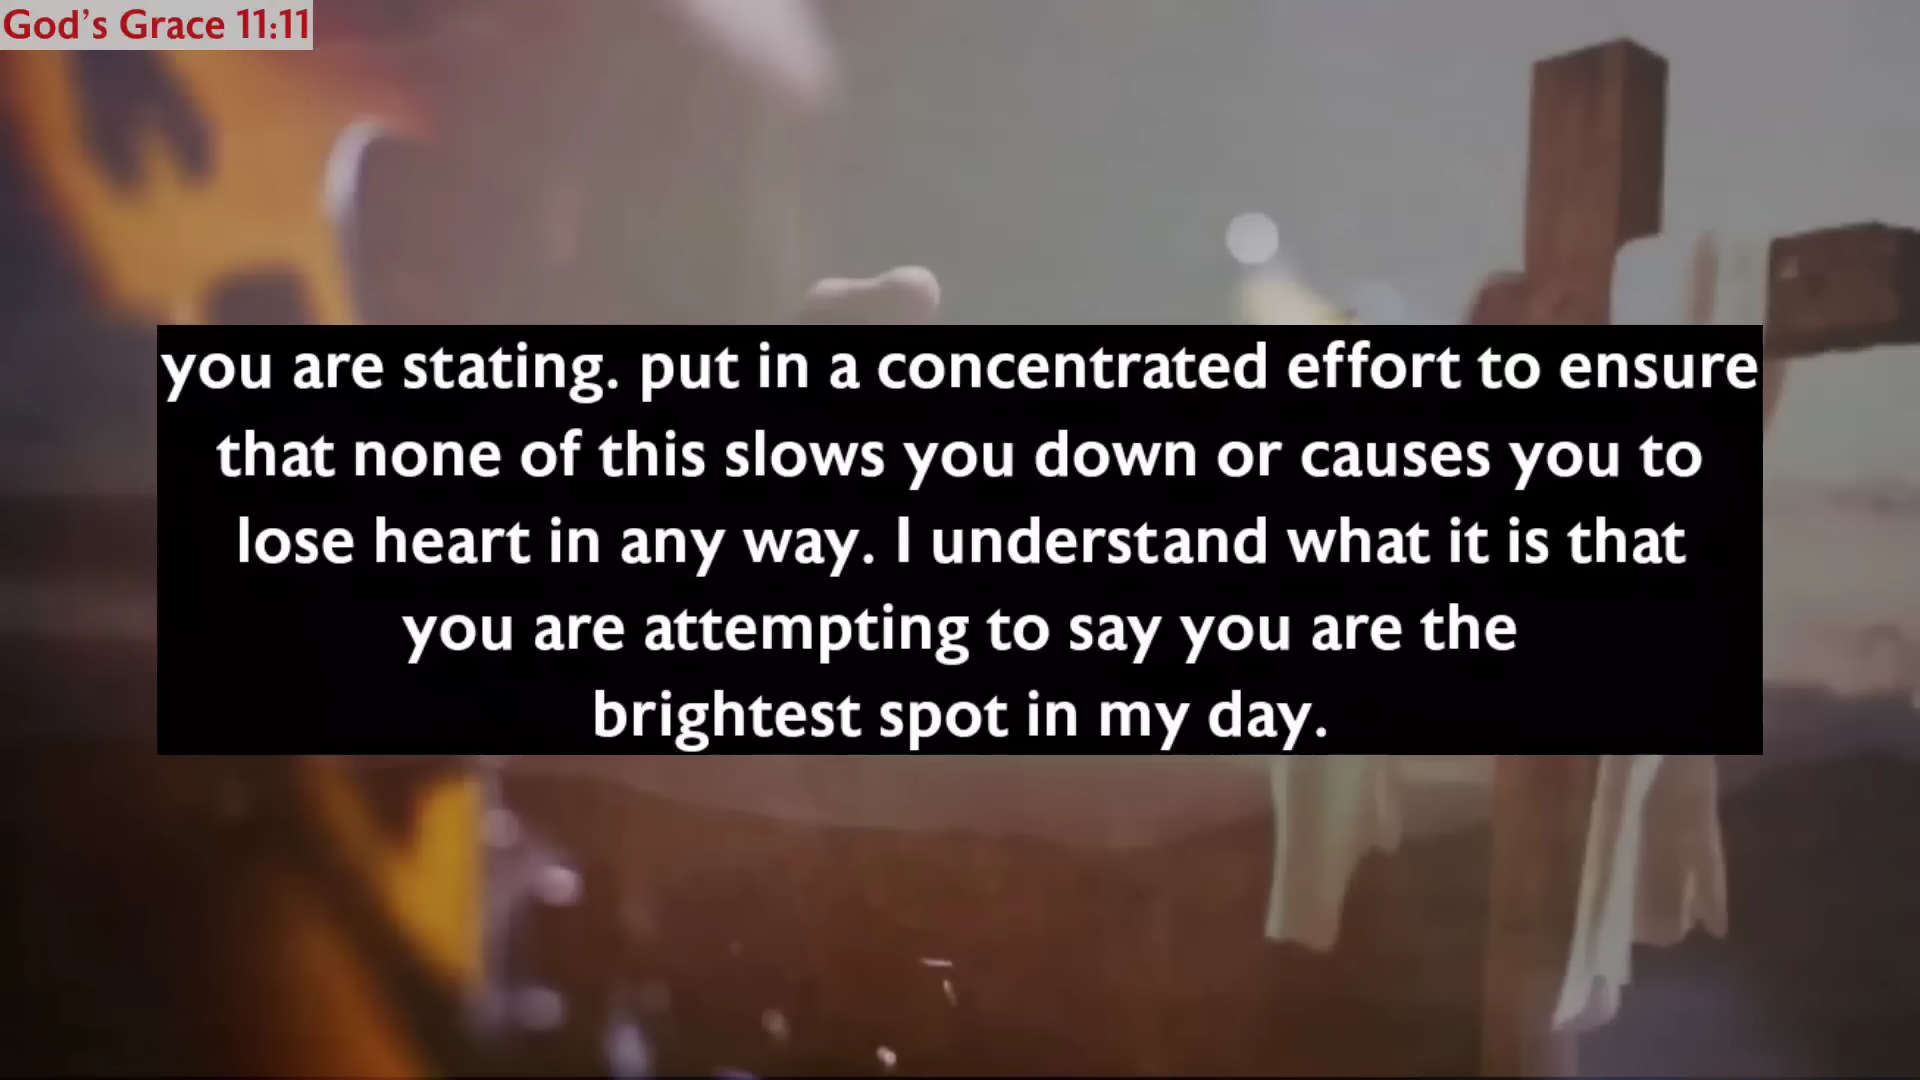 God's Grace 11:11
you are stating. put in a concentrated effort to ensure
that none of this slows you down or causes you to
lose heart in any way. I understand what it is that
you are attempting to say you are the
brightest spot in my day.